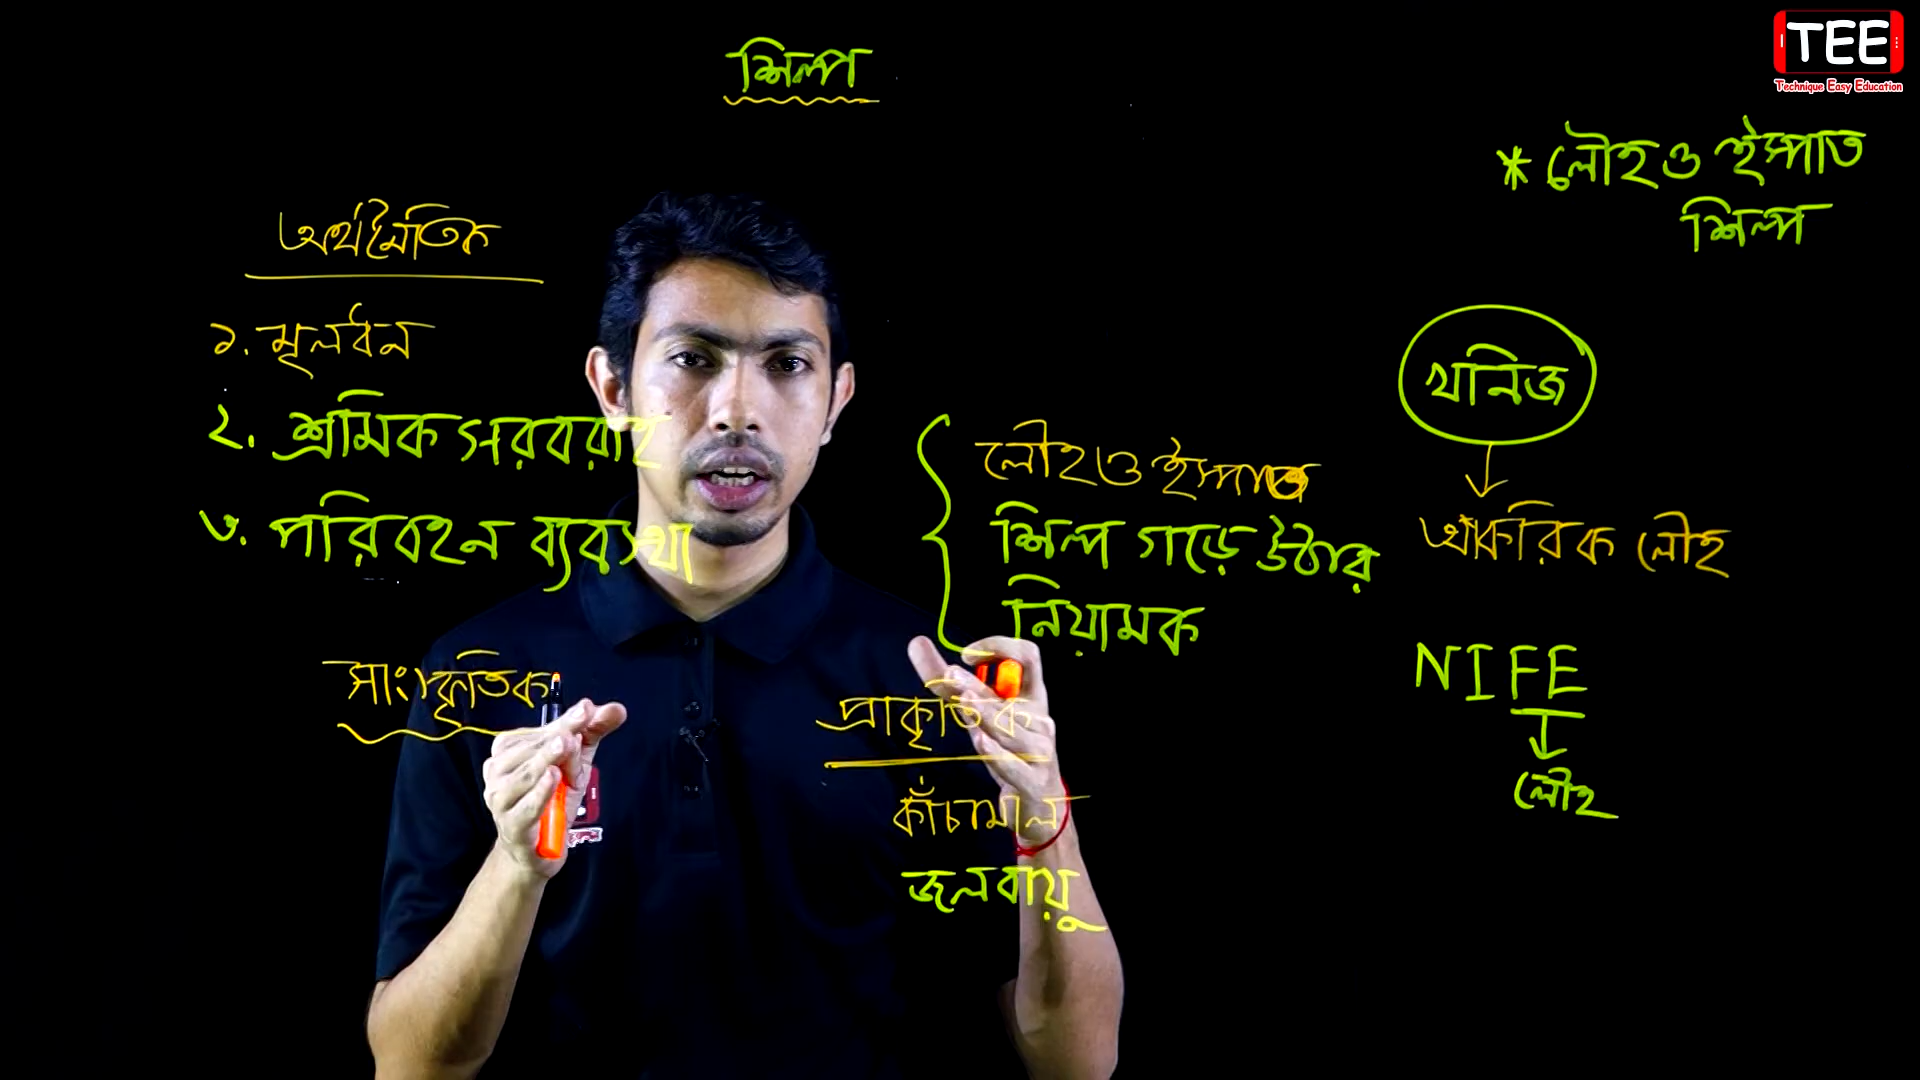 শিল্প
TEE
Technique Easy Education
* লৌহ ও ইস্পাত
শিল্প
অর্থনৈতিক
১. মূলধন
২. শ্রমিক সরবরাহ
৩. পরিবহন ব্যবস্থা
সাংস্কৃতিক
লৌহ ও ইস্পাত
শিল্প গড়ে উঠার
নিয়ামক
প্রাকৃতিক
কাঁচামাল
জলবায়ু
খনিজ
আকরিক লৌহ
NIFE
লৌহ